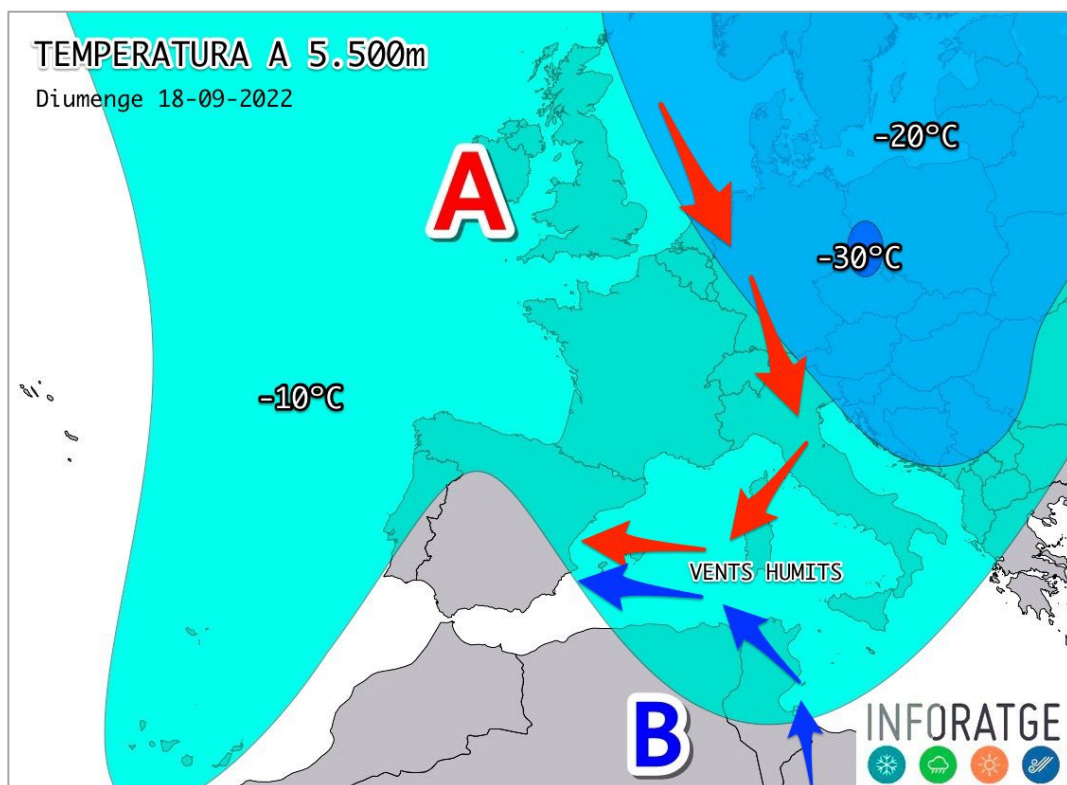 TEMPERATURA A 5.500m
Diumenge 18-09-2022
A
-20°C
-30°C
-10°C
VENTS HUMITS
B
INFORATGE